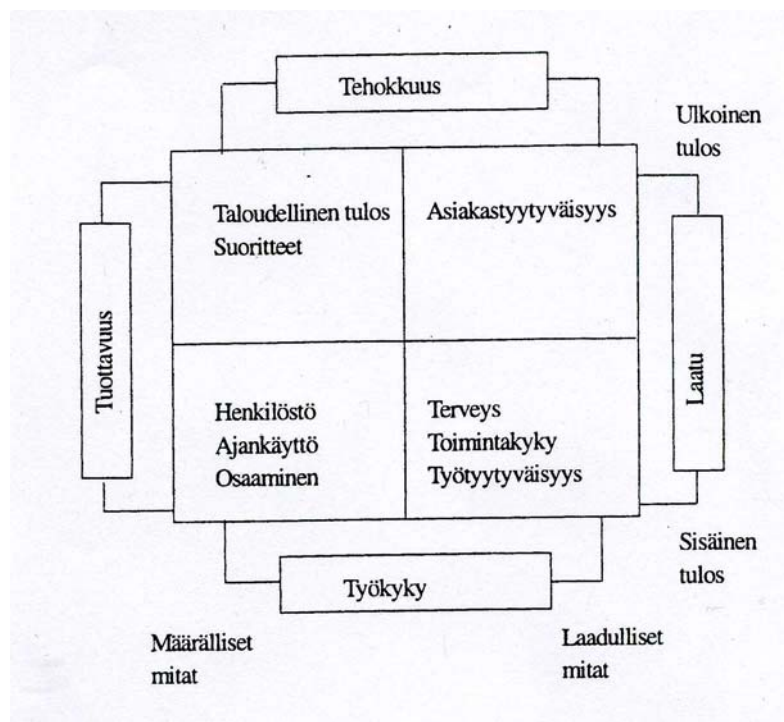 Tehokkuus
Ulkoinen
tulos
Taloudellinen tulos
Suoritteet
Asiakastyytyväisyys
Tuottavuus
Laatu
Henkilöstö
Ajankäyttö
Osaaminen
Terveys
Toimintakyky
Työtyytyväisyys
Sisäinen
tulos
Työkyky
Määrälliset
mitat
Laadulliset
mitat